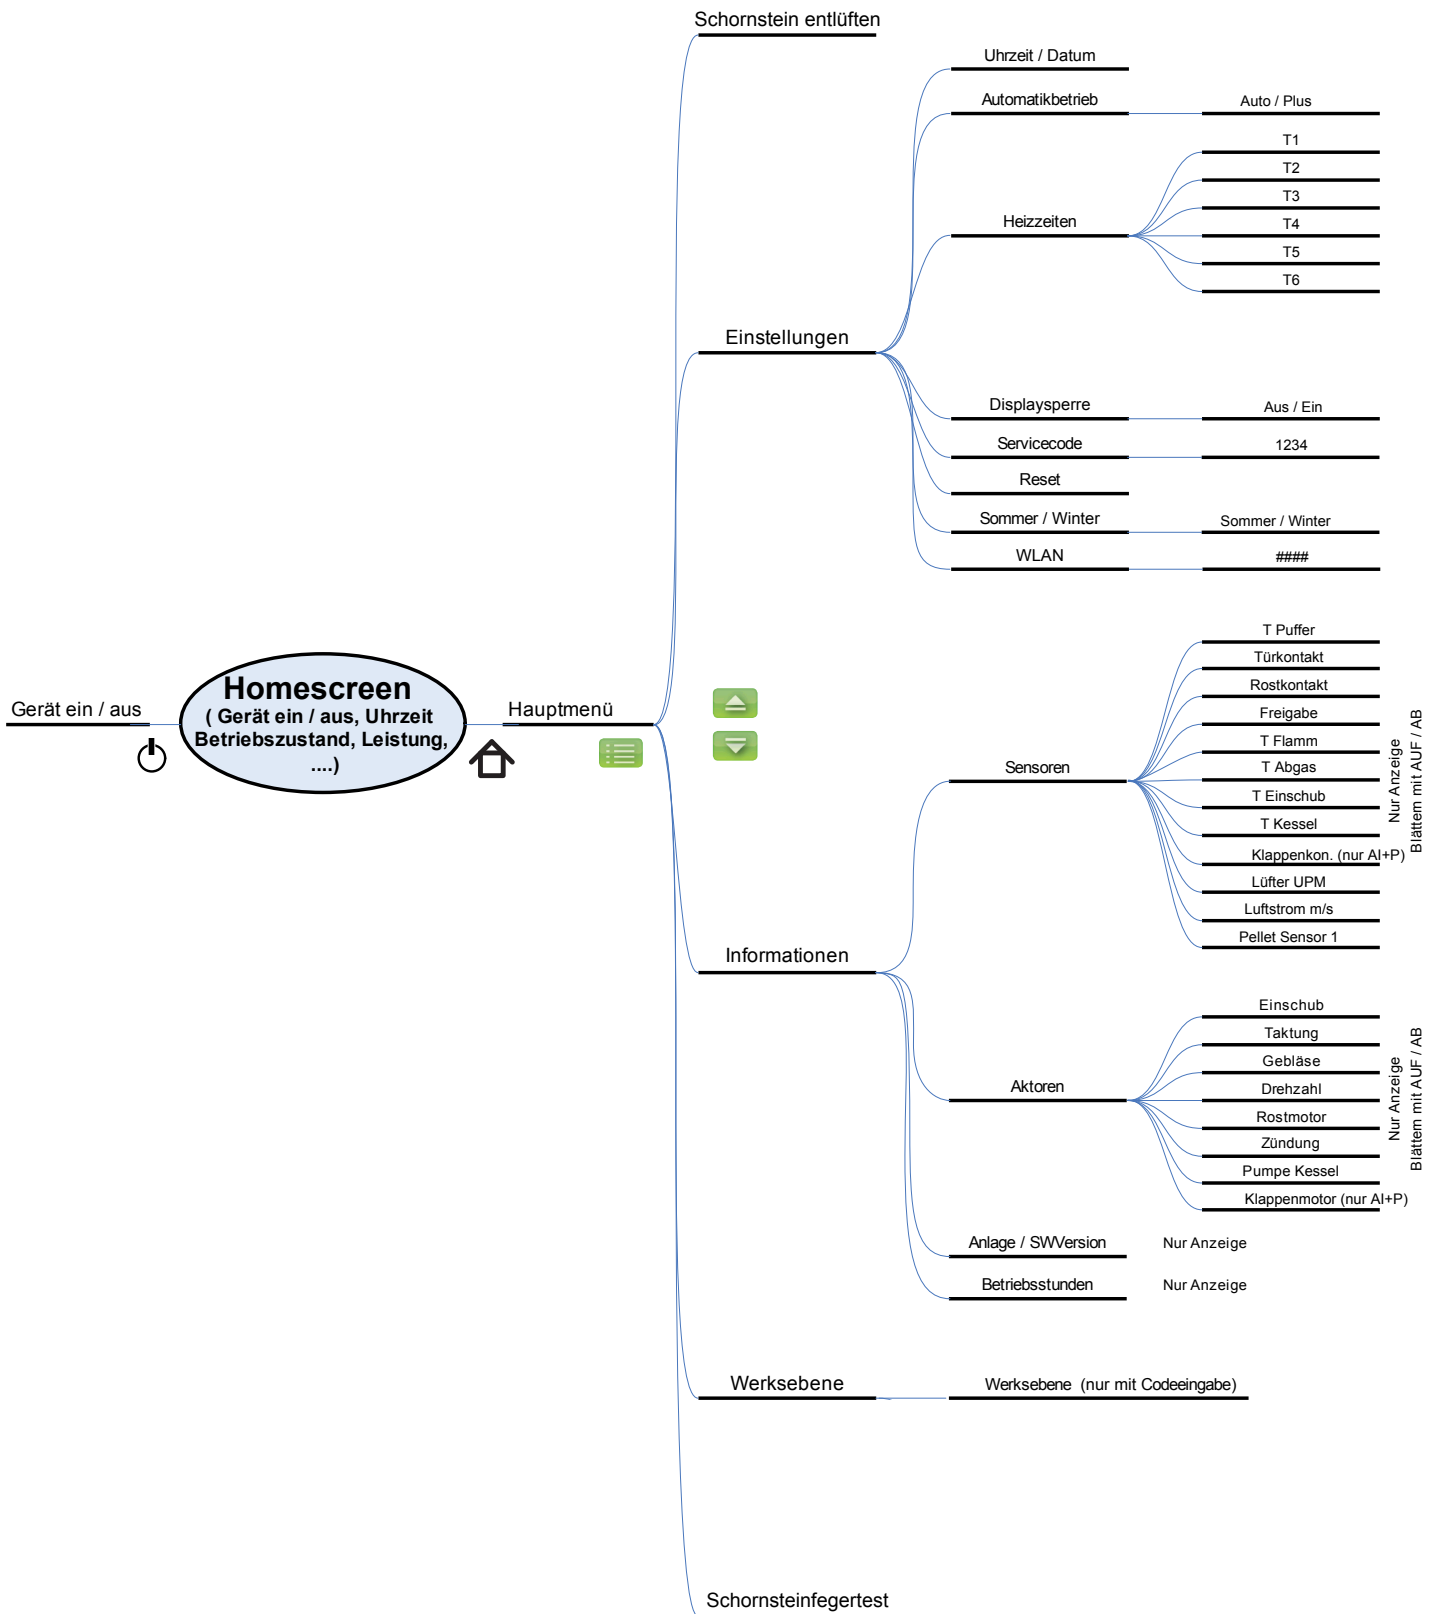 Schornstein entlüften
Uhrzeit / Datum
Automatikbetrieb
Auto / Plus
T1
T2
T3
Heizzeiten
T4
T5
T6
Einstellungen
Displaysperre
Aus / Ein
Servicecode
1234
Reset
Sommer / Winter
Sommer / Winter
WLAN
####
Gerät ein / aus
Homescreen
( Gerät ein / aus, Uhrzeit
Betriebszustand, Leistung,
....)
Hauptmenü
T Puffer
Türkontakt
Rostkontakt
Freigabe
T Flamm
Sensoren
T Abgas
T Einschub
T Kessel
Klappenkon. (nur AI+P)
Lüfter UPM
Luftstrom m/s
Pellet Sensor 1
Nur Anzeige
Blättern mit AUF / AB
Informationen
Einschub
Taktung
Gebläse
Aktoren
Drehzahl
Rostmotor
Zündung
Pumpe Kessel
Klappenmotor (nur AI+P)
Nur Anzeige
Blättern mit AUF / AB
Anlage / SWVersion
Nur Anzeige
Betriebsstunden
Nur Anzeige
Werksebene
Werksebene (nur mit Codeeingabe)
Schornsteinfegertest